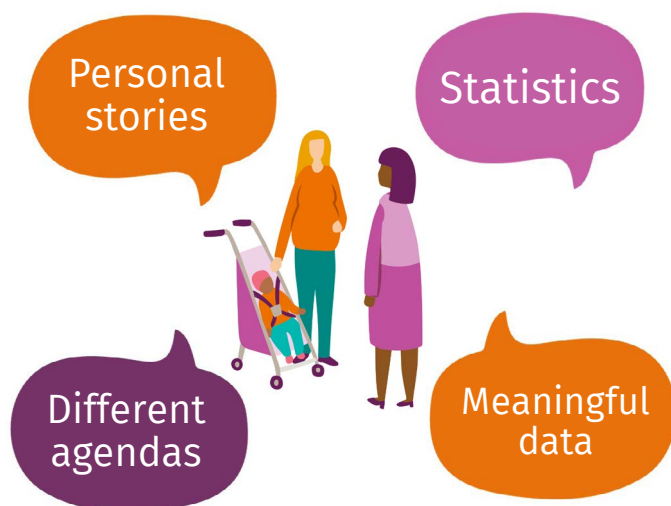 Personal
stories
Statistics
Different
agendas
Meaningful
data